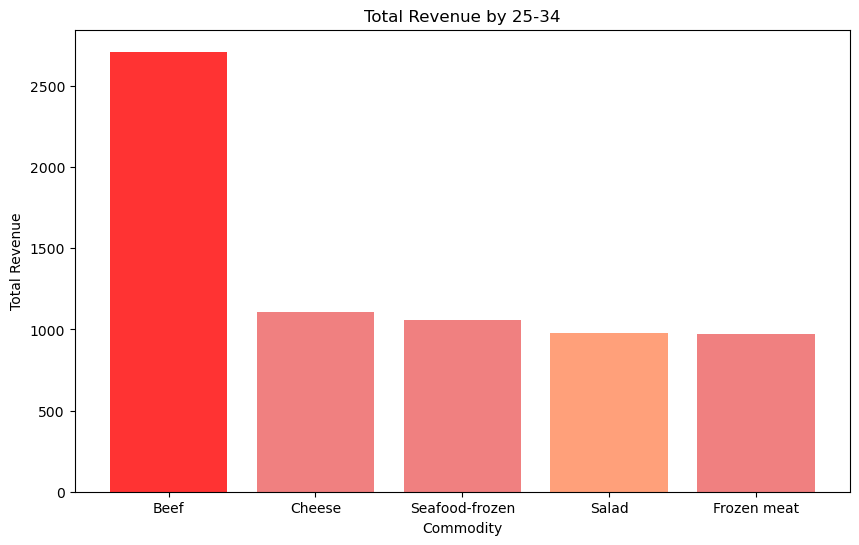 Total Revenue by 25-34
Total Revenue
2500
2000
1500
1000
500
0
Beef
Cheese
Seafood-frozen
Salad
Frozen meat
Commodity